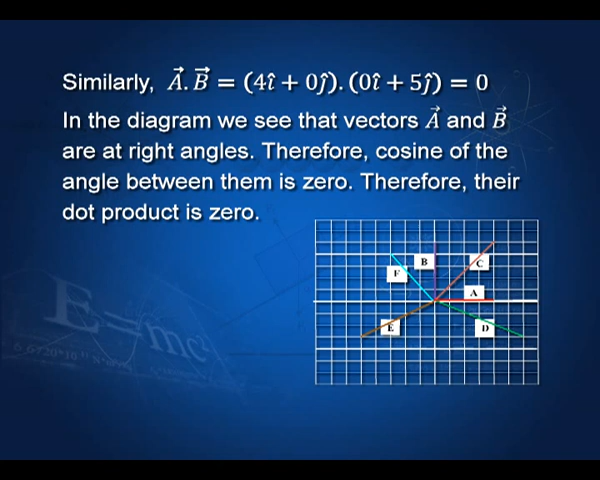 Similarly, A⃗. B⃗ = (4î + 0ĵ). (0î + 5ĵ) = 0
In the diagram we see that vectors A⃗ and B⃗
are at right angles. Therefore, cosine of the
angle between them is zero. Therefore, their
dot product is zero.
B
C
F
A
E
D
E=mc²